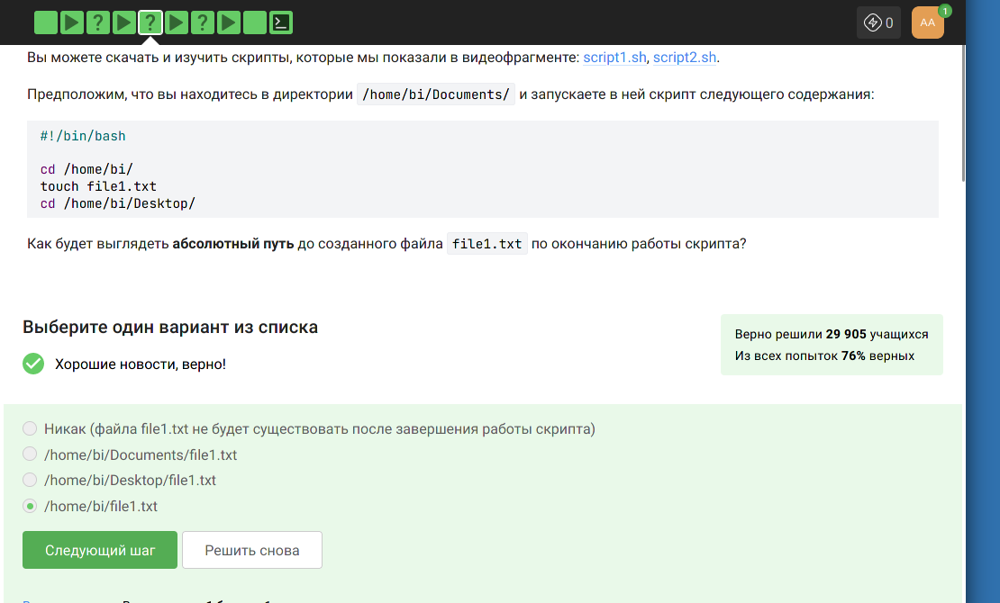 0
AA
1
Вы можете скачать и изучить скрипты, которые мы показали в видеофрагменте: script1.sh, script2.sh.
Предположим, что вы находитесь в директории /home/bi/Documents/ и запускаете в ней скрипт следующего содержания:
#!/bin/bash
cd /home/bi/
touch file1.txt
cd /home/bi/Desktop/
Как будет выглядеть абсолютный путь до созданного файла file1.txt по окончанию работы скрипта?
Выберите один вариант из списка
Верно решили 29 905 учащихся
Из всех попыток 76% верных
Хорошие новости, верно!
Никак (файла file1.txt не будет существовать после завершения работы скрипта)
/home/bi/Documents/file1.txt
/home/bi/Desktop/file1.txt
/home/bi/file1.txt
Следующий шаг
Решить снова